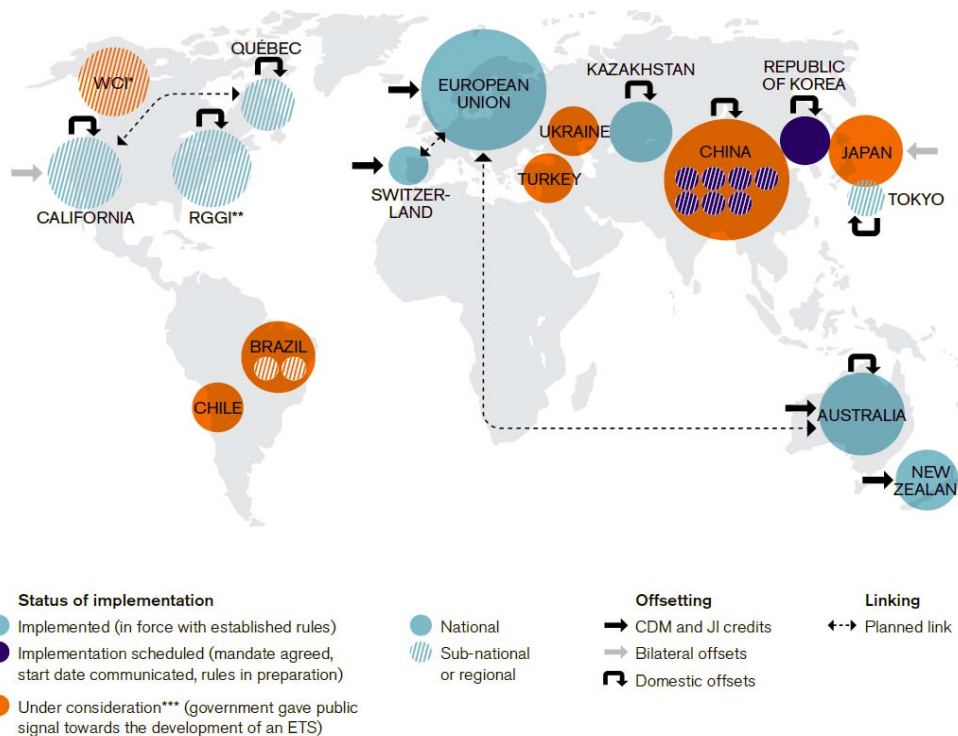 QUÉBEC
WCI*
CALIFORNIA
RGGI**
EUROPEAN
UNION
SWITZER-
LAND
UKRAINE
TURKEY
KAZAKHSTAN
CHINA
REPUBLIC
OF KOREA
JAPAN
TOKYO
BRAZIL
CHILE
AUSTRALIA
NEW
ZEALAN
Status of implementation
Implemented (in force with established rules)
Implementation scheduled (mandate agreed,
start date communicated, rules in preparation)
Under consideration*** (government gave public
signal towards the development of an ETS)
National
Sub-national
or regional
Offsetting
CDM and JI credits
Bilateral offsets
Domestic offsets
Linking
Planned link